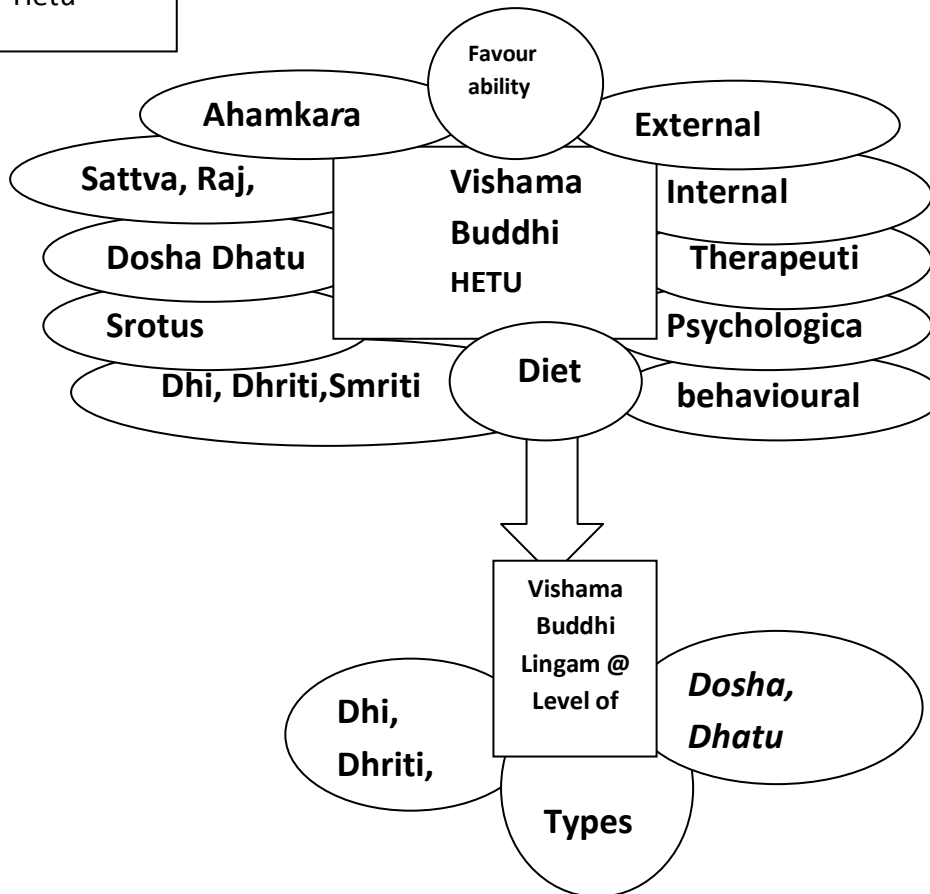 Hetu
Favour
ability
Ahamkara
External
Sattva, Raj,
Vishama
Buddhi
HETU
Internal
Dosha Dhatu
Therapeuti
Srotus
Psychologica
Dhi, Dhriti,Smriti
Diet
behavioural
Vishama
Buddhi
Lingam @
Level of
Dhi,
Dhriti,
Dosha,
Dhatu
Types